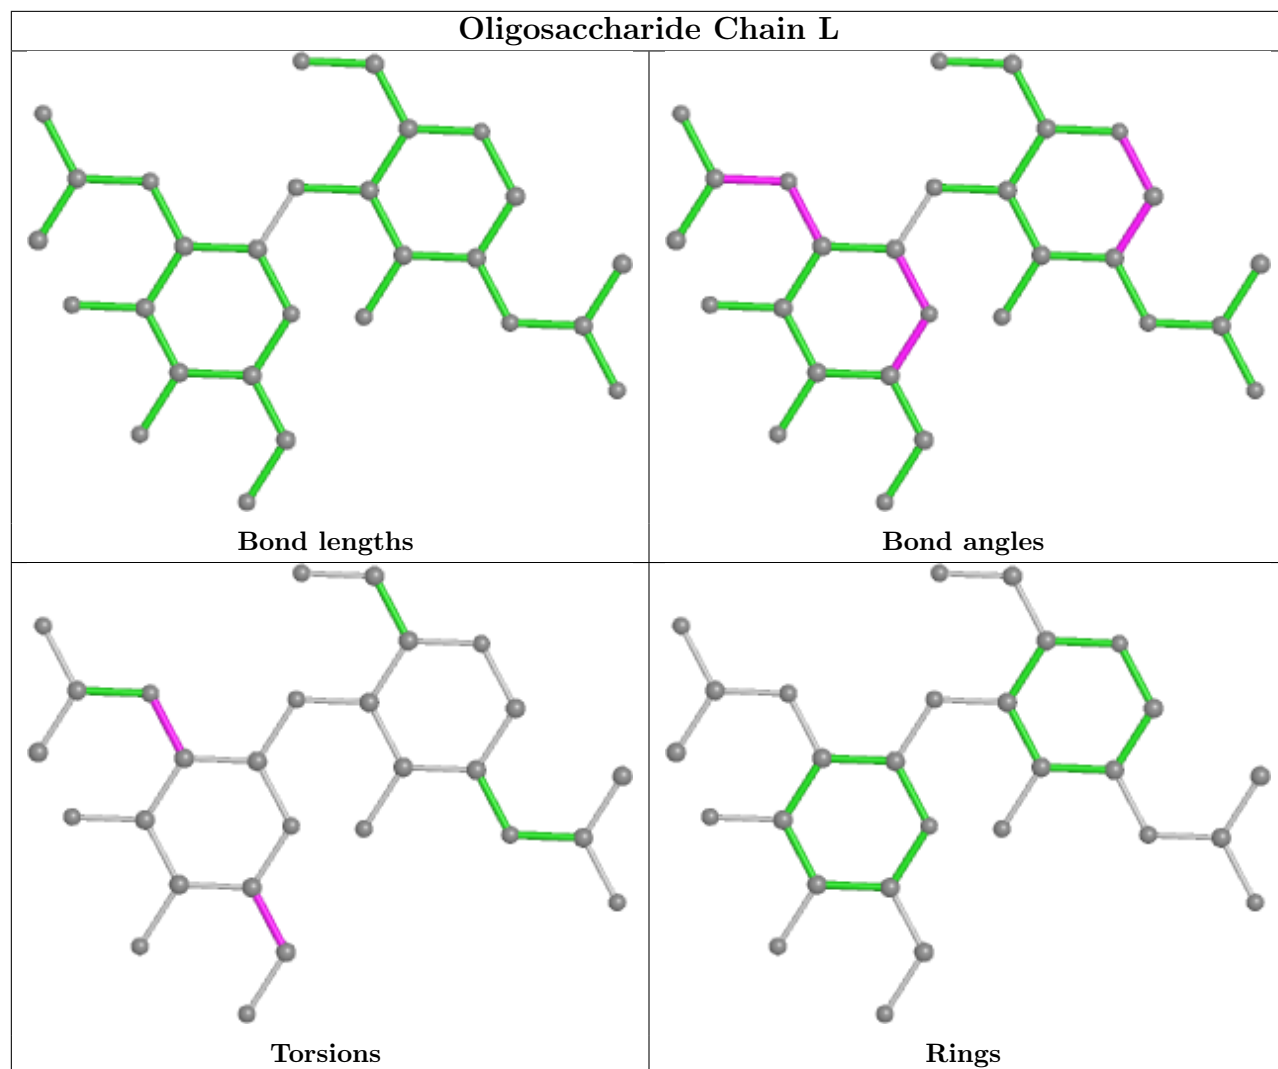 Oligosaccharide Chain L
Bond lengths
Bond angles
Torsions
Rings